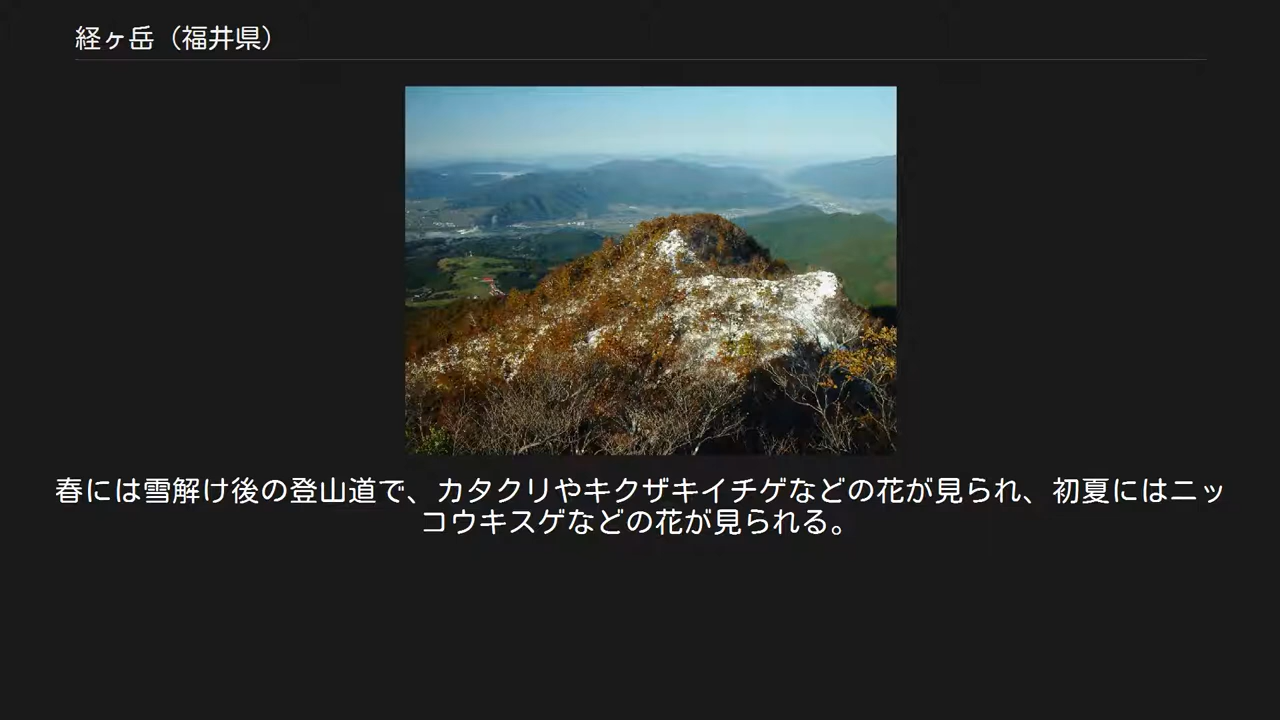 経ヶ岳（福井県）
春には雪解け後の登山道で、カタクリやキクザキイチゲなどの花が見られ、初夏にはニッ
コウキスゲなどの花が見られる。